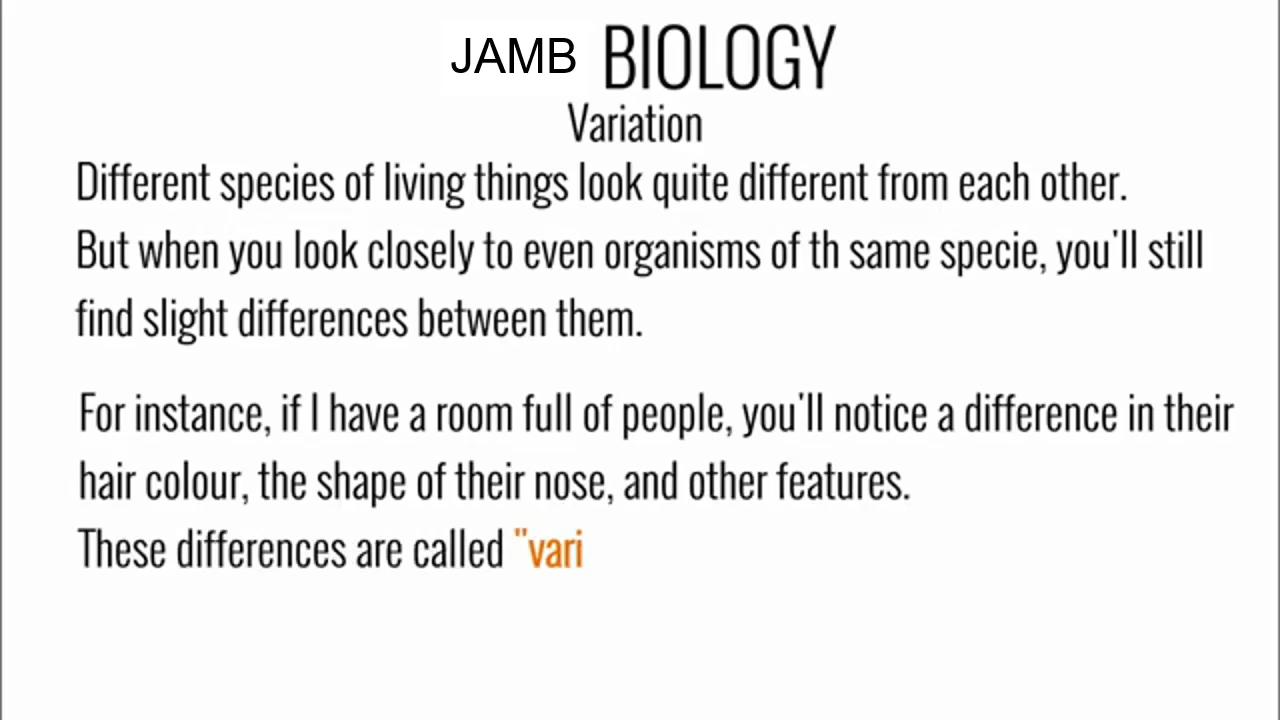 JAMB BIOLOGY
Variation
Different species of living things look quite different from each other.
But when you look closely to even organisms of th same specie, you'll still
find slight differences between them.
For instance, if I have a room full of people, you'll notice a difference in their
hair colour, the shape of their nose, and other features.
These differences are called "vari